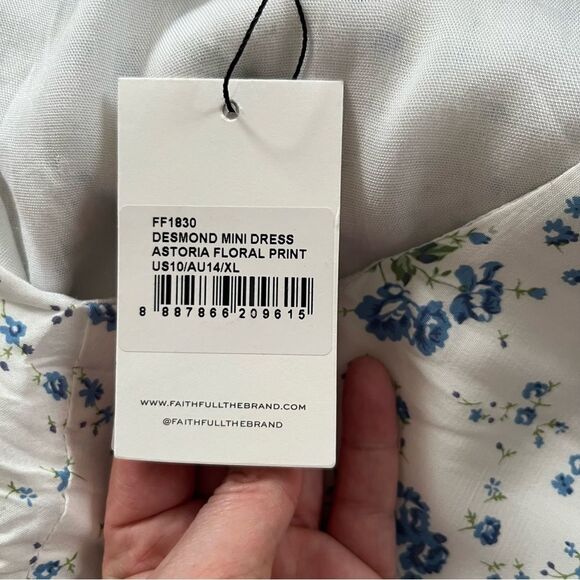 FF1830
DESMOND MINI DRESS
ASTORIA FLORAL PRINT
US10/AU14/XL
8 887866 209615
WWW.FAITHFULLTHEBRAND.COM
@FAITHFULLTHEBRAND